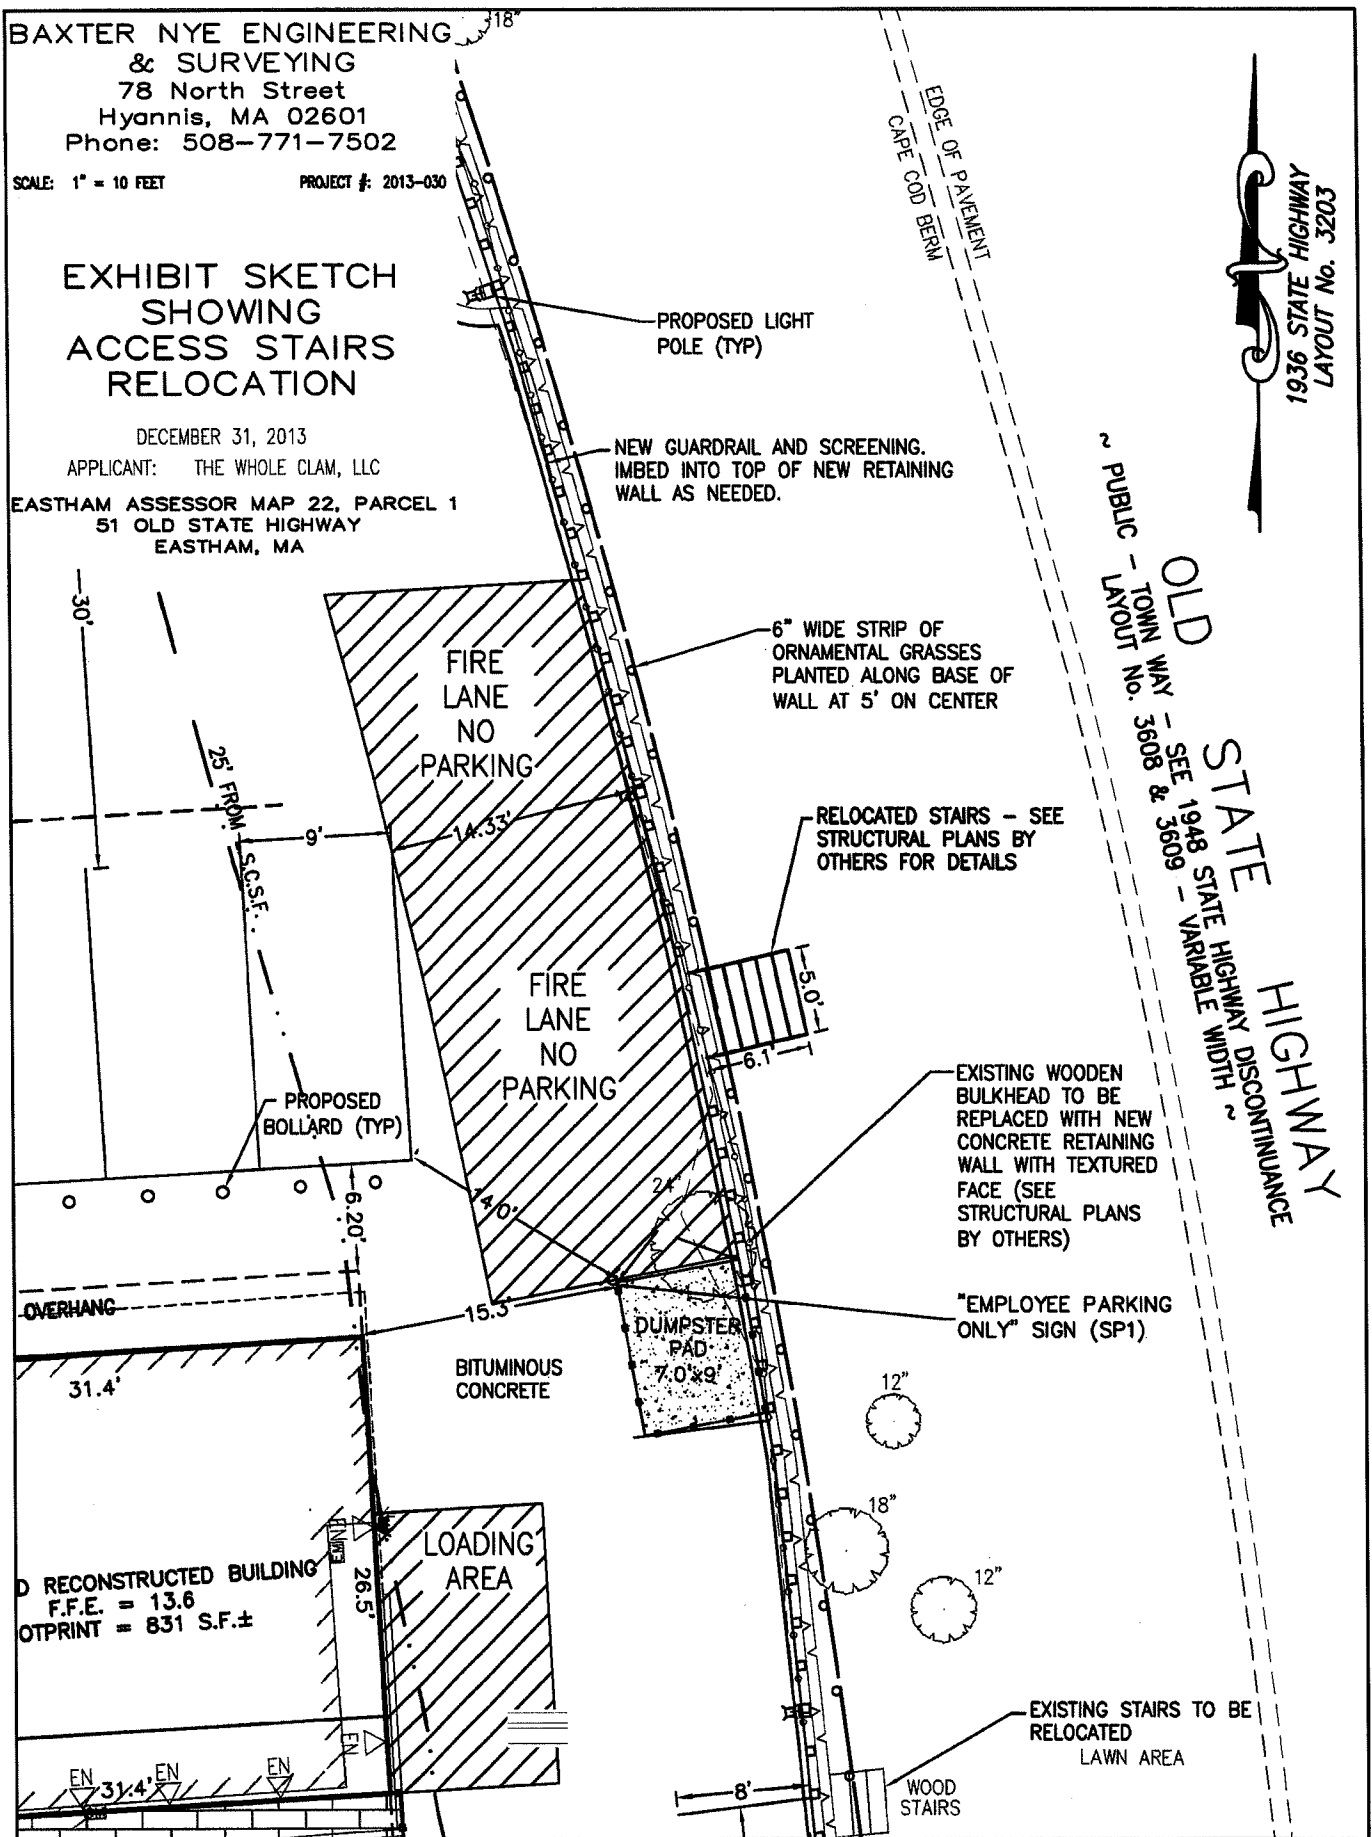 BAXTER NYE ENGINEERING
& SURVEYING
78 North Street
Hyannis, MA 02601
Phone: 508-771-7502
SCALE: 1" = 10 FEET
PROJECT #: 2013-030
EXHIBIT SKETCH
SHOWING
ACCESS STAIRS
RELOCATION
DECEMBER 31, 2013
APPLICANT: THE WHOLE CLAM, LLC
EASTHAM ASSESSOR MAP 22, PARCEL 1
51 OLD STATE HIGHWAY
EASTHAM, MA
18"
EDGE OF PAVEMENT
CAPE COD BERM
1936 STATE HIGHWAY
LAYOUT No. 3203
PROPOSED LIGHT
POLE (TYP)
NEW GUARDRAIL AND SCREENING.
IMBED INTO TOP OF NEW RETAINING
WALL AS NEEDED.
OLD STATE HIGHWAY
~ PUBLIC - TOWN WAY - SEE 1948 STATE HIGHWAY DISCONTINUANCE
LAYOUT No. 3608 & 3609 - VARIABLE WIDTH ~
30'
25' FROM S.C.S.F.
FIRE
LANE
NO
PARKING
6" WIDE STRIP OF
ORNAMENTAL GRASSES
PLANTED ALONG BASE OF
WALL AT 5' ON CENTER
9'
14.33'
RELOCATED STAIRS - SEE
STRUCTURAL PLANS BY
OTHERS FOR DETAILS
5.0'
6.1'
FIRE
LANE
NO
PARKING
PROPOSED
BOLLARD (TYP)
EXISTING WOODEN
BULKHEAD TO BE
REPLACED WITH NEW
CONCRETE RETAINING
WALL WITH TEXTURED
FACE (SEE
STRUCTURAL PLANS
BY OTHERS)
24"
14.0'
6.20'
OVERHANG
15.3'
"EMPLOYEE PARKING
ONLY" SIGN (SP1)
DUMPSTER
PAD
7.0'x9'
BITUMINOUS
CONCRETE
31.4'
12"
18"
12"
LOADING
AREA
EN
26.5'
D RECONSTRUCTED BUILDING
F.F.E. = 13.6
OTPRINT = 831 S.F.±
EN
EN
EN
EN
31.4'
EXISTING STAIRS TO BE
RELOCATED
LAWN AREA
8'
WOOD
STAIRS